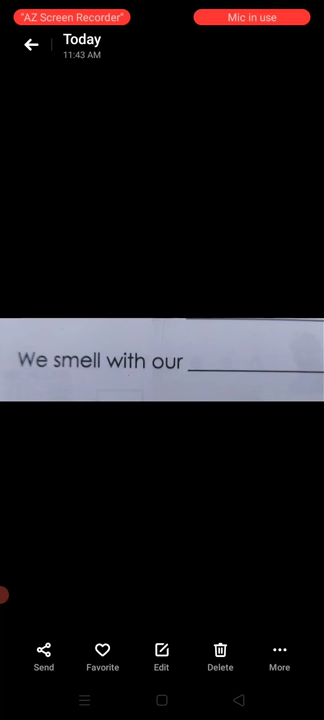 "AZ Screen Recorder"
Mic in use
Today
11:43 AM
We smell with our
Send
Favorite
Edit
Delete
More